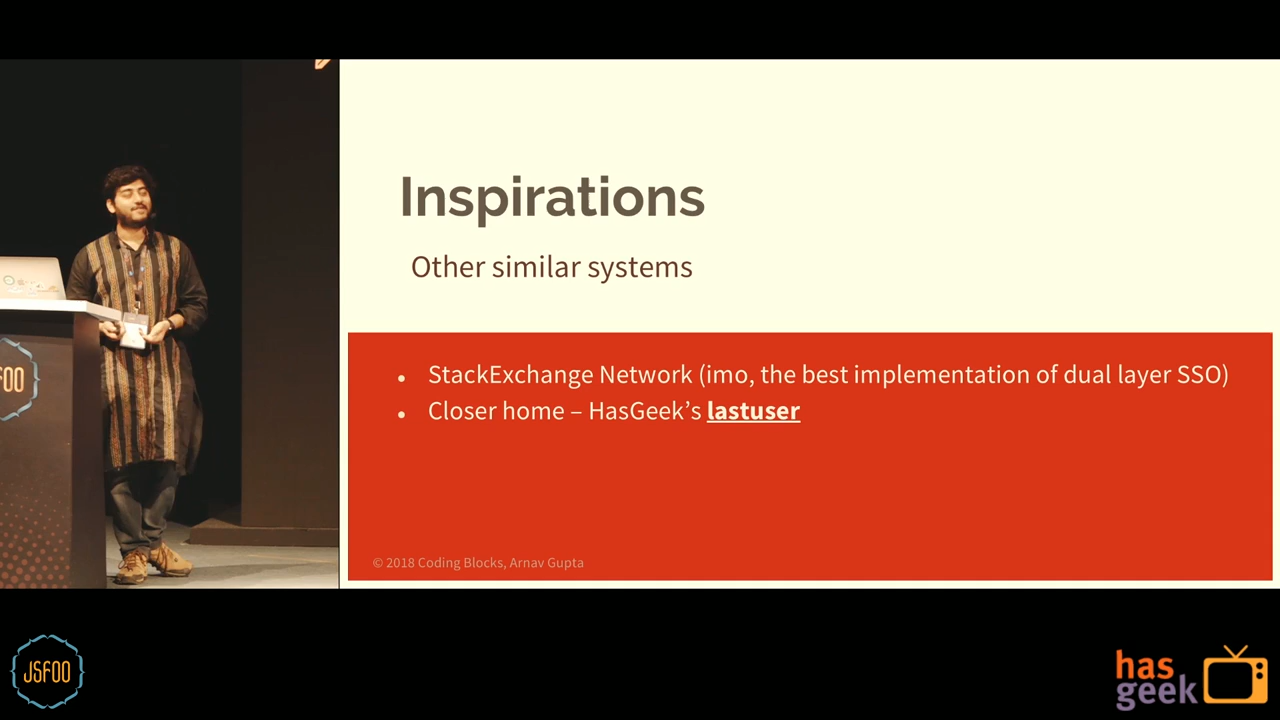 Inspirations
Other similar systems
• StackExchange Network (imo, the best implementation of dual layer SSO)
• Closer home – HasGeek’s lastuser
© 2018 Coding Blocks, Arnav Gupta
JSFOO
has
geek